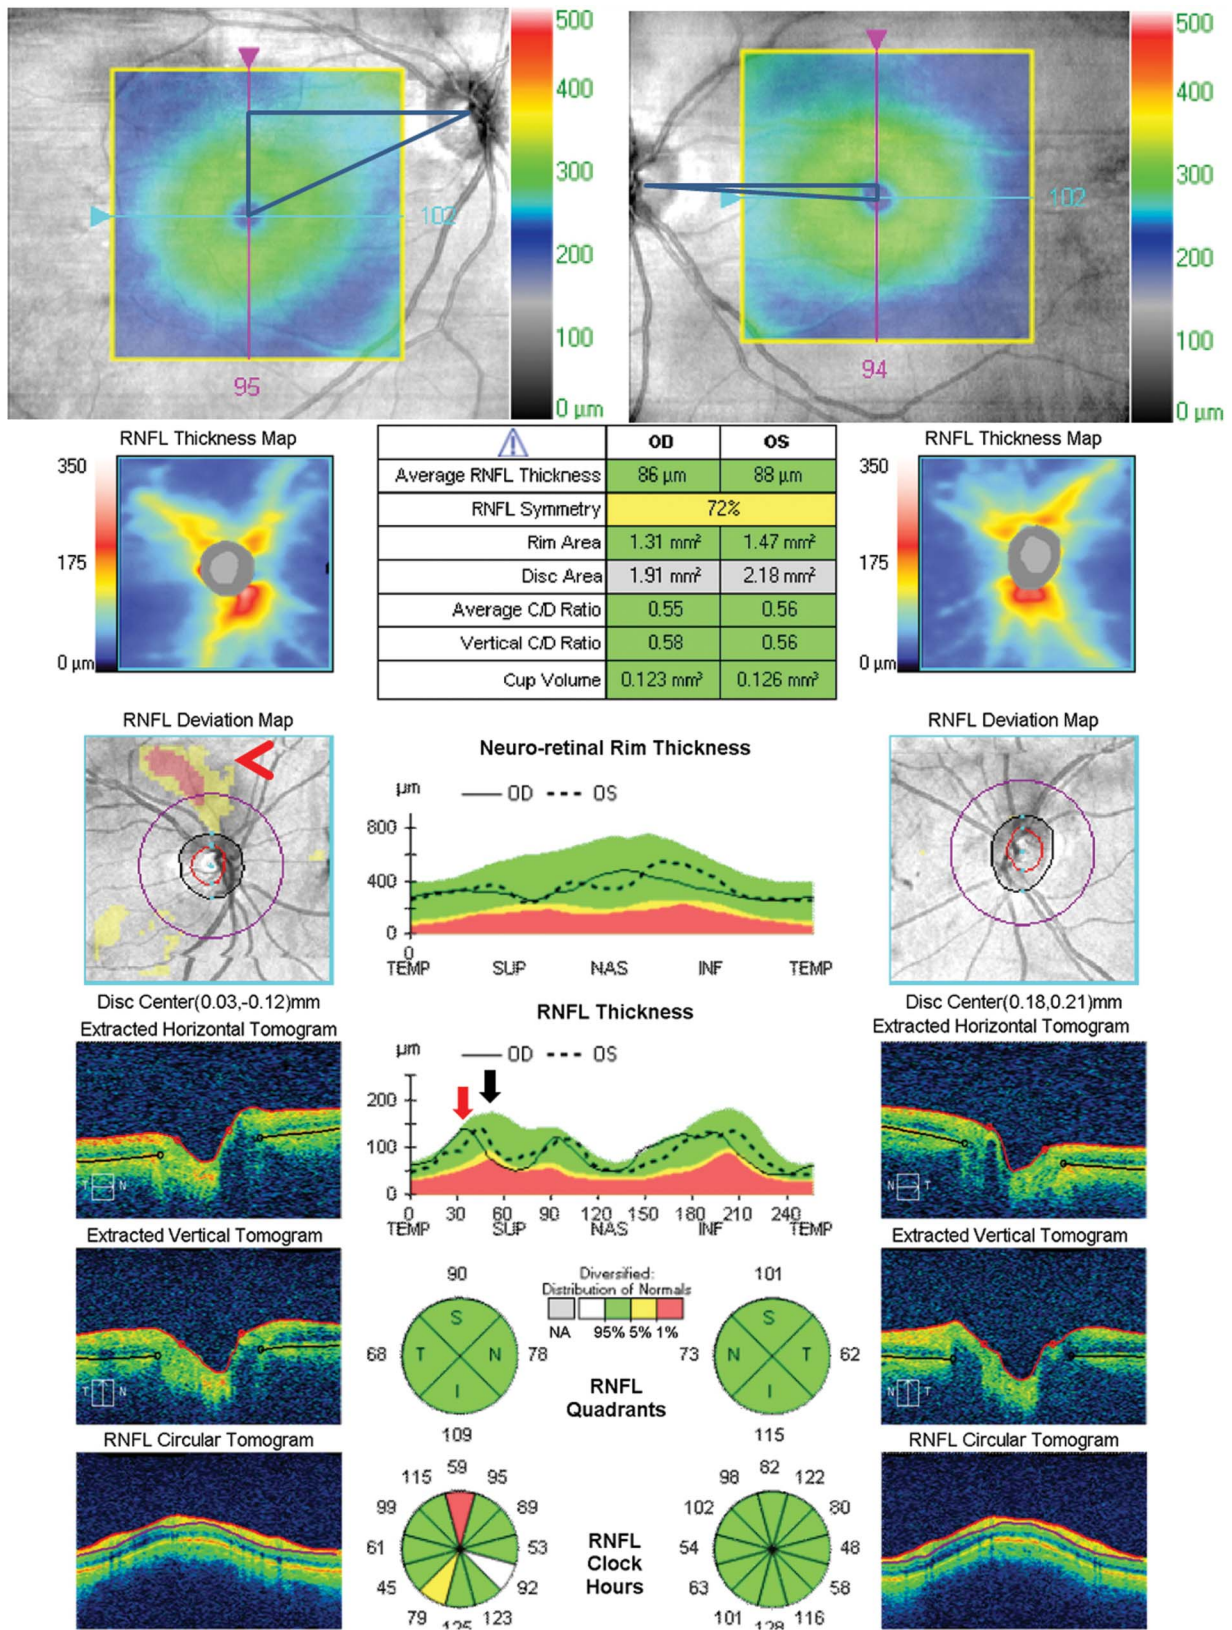 500
400
300
200
100
0 µm
102
95
500
400
300
200
100
0 µm
102
94
RNFL Thickness Map
350
175
0 µm
OD OS
Average RNFL Thickness 86 µm 88 µm
RNFL Symmetry 72%
Rim Area 1.31 mm² 1.47 mm²
Disc Area 1.91 mm² 2.18 mm²
Average C/D Ratio 0.55 0.56
Vertical C/D Ratio 0.58 0.56
Cup Volume 0.123 mm³ 0.126 mm³
RNFL Thickness Map
350
175
0 µm
RNFL Deviation Map
Disc Center(0.03,-0.12)mm
Neuro-retinal Rim Thickness
µm
OD OS
800
400
0
0
TEMP SUP NAS INF TEMP
RNFL Deviation Map
Disc Center(0.18,0.21)mm
Extracted Horizontal Tomogram
T N
RNFL Thickness
µm
OD OS
200
100
0
0 30 60 90 120 150 180 210 240
TEMP SUP NAS INF TEMP
Extracted Horizontal Tomogram
N T
Extracted Vertical Tomogram
T N
90
S
68 T N 78
I
109
Diversified:
Distribution of Normals
NA 95% 5% 1%
RNFL
Quadrants
101
S
73 N T 62
I
115
Extracted Vertical Tomogram
N T
RNFL Circular Tomogram
115 59 95
99 89
61 53
45 92
79 125 123
RNFL
Clock
Hours
98 82 122
102 80
54 48
63 58
101 128 116
RNFL Circular Tomogram